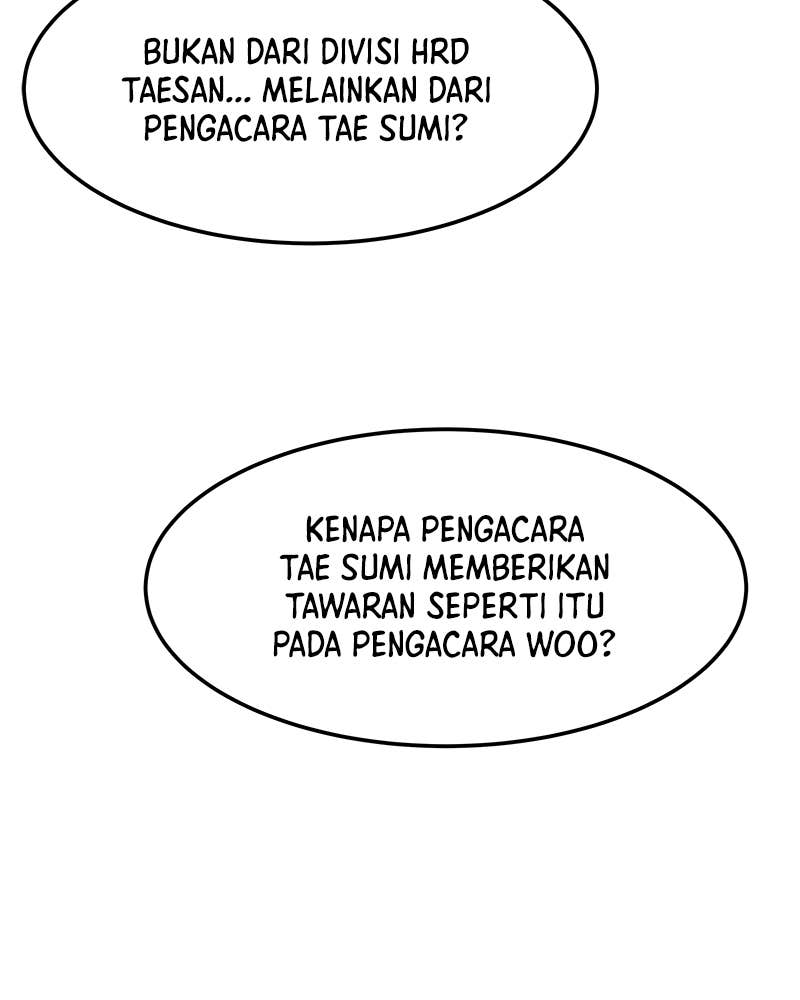 BUKAN DARI DIVISI HRD
TAESAN... MELAINKAN DARI
PENGACARA TAE SUMI?
KENAPA PENGACARA
TAE SUMI MEMBERIKAN
TAWARAN SEPERTI ITU
PADA PENGACARA WOO?